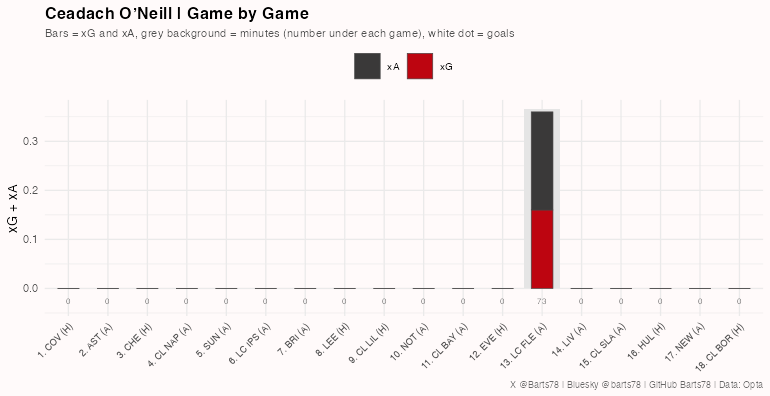 Ceadach O’Neill | Game by Game
Bars = xG and xA, grey background = minutes (number under each game), white dot = goals
xA xG
xG + xA
0.3
0.2
0.1
0.0
0 0 0 0 0 0 0 0 0 0 0 0 73 0 0 0 0 0
1. COV (H)
2. AST (A)
3. CHE (H)
4. CL NAP (A)
5. SUN (A)
6. LC IPS (A)
7. BRI (A)
8. LEE (H)
9. CL LIL (H)
10. NOT (A)
11. CL BAY (A)
12. EVE (H)
13. LC FLE (A)
14. LIV (A)
15. CL SLA (A)
16. HUL (H)
17. NEW (A)
18. CL BOR (H)
X @Barts78 | Bluesky @barts78 | GitHub Barts78 | Data: Opta